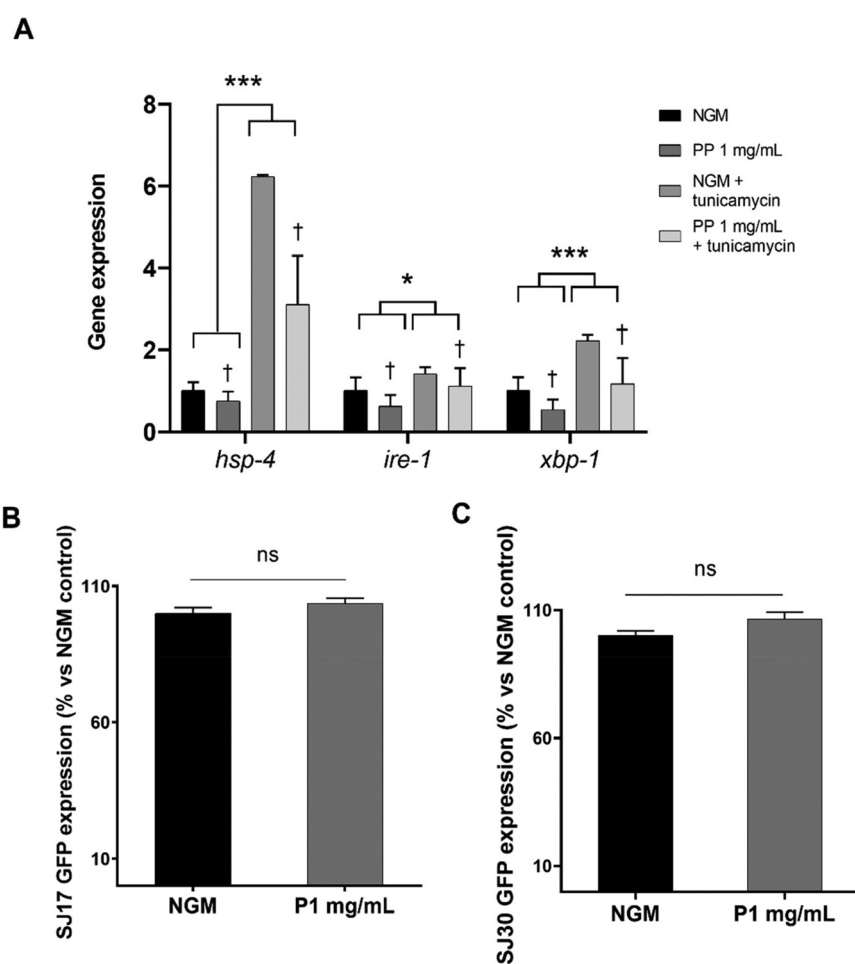 A
***
8
6
4
2
0
Gene expression
†
†
*
†
†
***
†
†
hsp-4
ire-1
xbp-1
NGM
PP 1 mg/mL
NGM +
tunicamycin
PP 1 mg/mL
+ tunicamycin
B
SJ17 GFP expression (% vs NGM control)
110
60
10
ns
NGM
P1 mg/mL
C
SJ30 GFP expression (% vs NGM control)
110
60
10
ns
NGM
P1 mg/mL